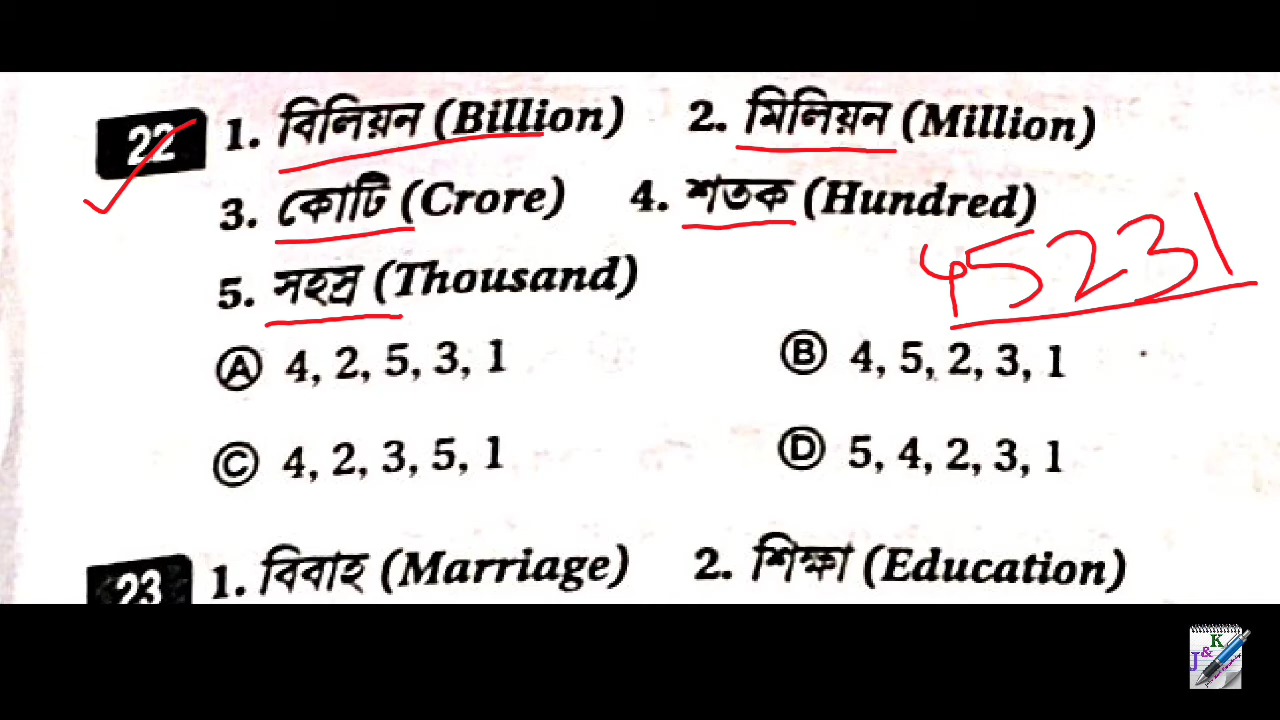 22 1. বিলিয়ন (Billion) 2. মিলিয়ন (Million)
3. কোটি (Crore) 4. শতক (Hundred)
5. সহস্র (Thousand)
45231
A 4, 2, 5, 3, 1 B 4, 5, 2, 3, 1
C 4, 2, 3, 5, 1 D 5, 4, 2, 3, 1
23 1. বিবাহ (Marriage) 2. শিক্ষা (Education)
J&K